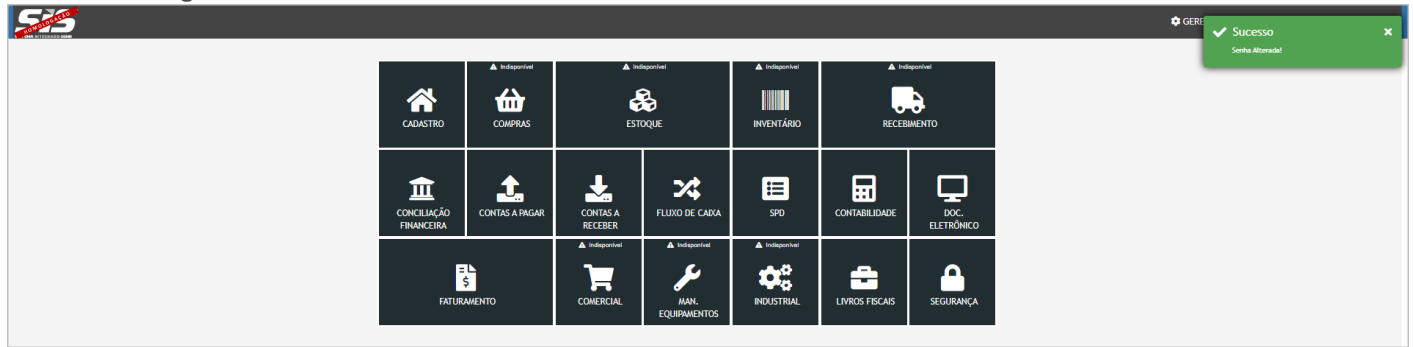 SIS
HOMOLOGAÇÃO
GERE
Sucesso
Senha Alterada!
Indisponível
Indisponível
Indisponível
Indisponível
CADASTRO
COMPRAS
ESTOQUE
INVENTÁRIO
RECEBIMENTO
CONCILIAÇÃO
FINANCEIRA
CONTAS A PAGAR
CONTAS A
RECEBER
FLUXO DE CAIXA
SPD
CONTABILIDADE
DOC.
ELETRÔNICO
Indisponível
Indisponível
Indisponível
FATURAMENTO
COMERCIAL
MAN.
EQUIPAMENTOS
INDUSTRIAL
LIVROS FISCAIS
SEGURANÇA